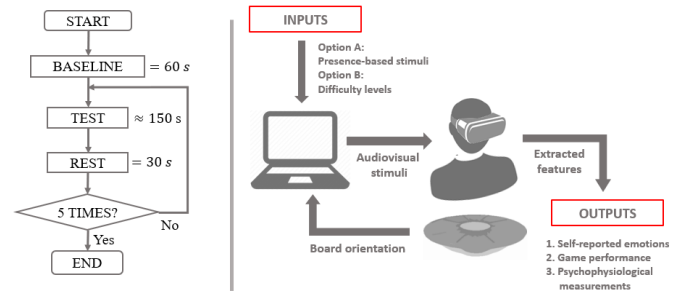 START
BASELINE = 60 s
TEST ≈ 150 s
REST = 30 s
5 TIMES?
No
Yes
END
INPUTS
Option A:
Presence-based stimuli
Option B:
Difficulty levels
Audiovisual
stimuli
Extracted
features
Board orientation
OUTPUTS
1. Self-reported emotions
2. Game performance
3. Psychophysiological
measurements